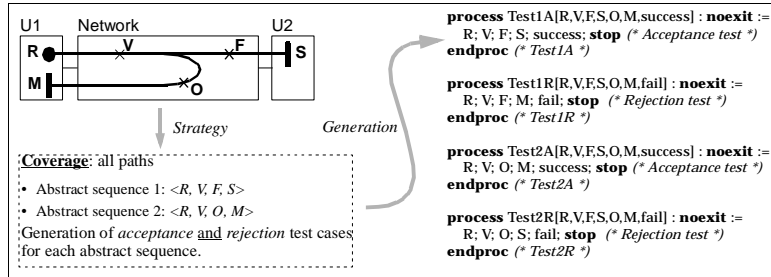 U1 Network U2
R V F S
M O
Strategy
Generation
Coverage: all paths
• Abstract sequence 1: <R, V, F, S>
• Abstract sequence 2: <R, V, O, M>
Generation of acceptance and rejection test cases
for each abstract sequence.
process Test1A[R,V,F,S,O,M,success] : noexit :=
R; V; F; S; success; stop (* Acceptance test *)
endproc (* Test1A *)
process Test1R[R,V,F,S,O,M,fail] : noexit :=
R; V; F; M; fail; stop (* Rejection test *)
endproc (* Test1R *)
process Test2A[R,V,F,S,O,M,success] : noexit :=
R; V; O; M; success; stop (* Acceptance test *)
endproc (* Test2A *)
process Test2R[R,V,F,S,O,M,fail] : noexit :=
R; V; O; S; fail; stop (* Rejection test *)
endproc (* Test2R *)